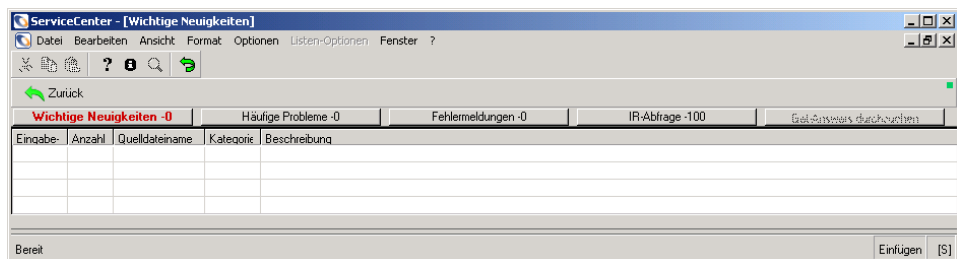 ServiceCenter - [Wichtige Neuigkeiten]
Datei Bearbeiten Ansicht Format Optionen Listen-Optionen Fenster ?
Zurück
Wichtige Neuigkeiten -0 Häufige Probleme -0 Fehlermeldungen -0 IR-Abfrage -100 Get-Answers durchsuchen
Eingabe- Anzahl Quelldateiname Kategorie Beschreibung
Bereit Einfügen [S]